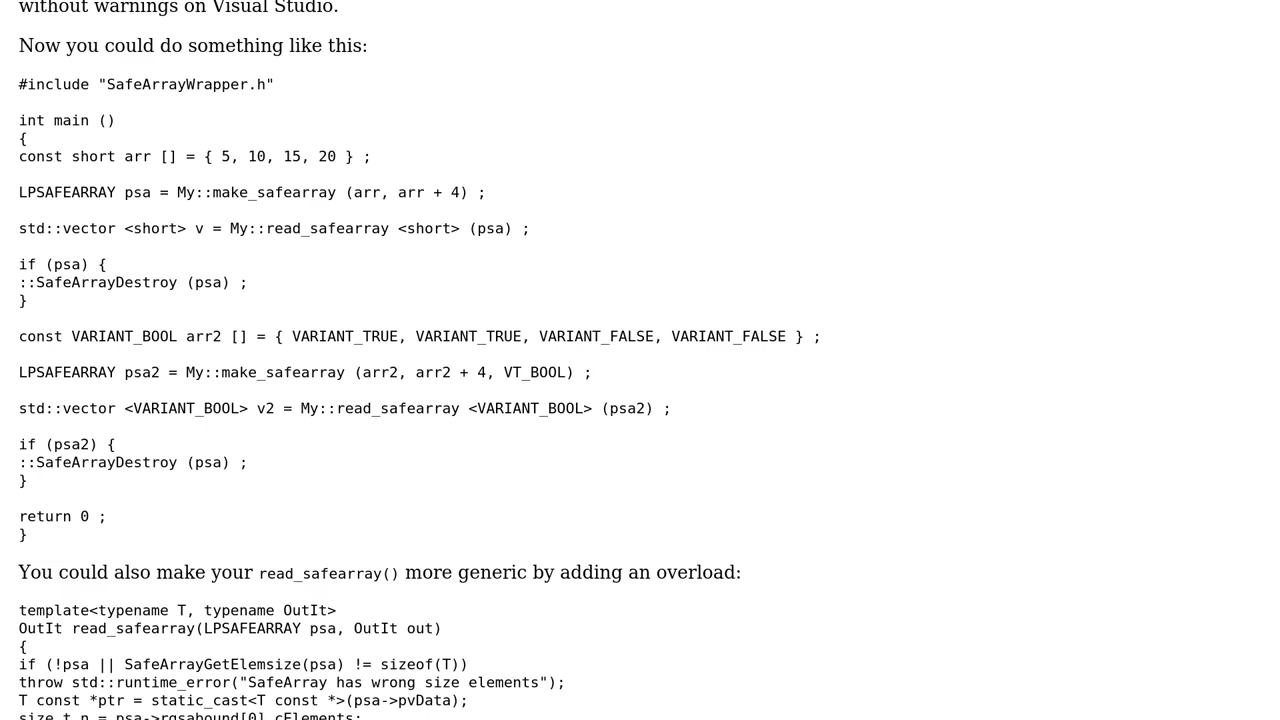 without warnings on Visual Studio.
Now you could do something like this:
#include "SafeArrayWrapper.h"
int main ()
{
const short arr [] = { 5, 10, 15, 20 } ;
LPSAFEARRAY psa = My::make_safearray (arr, arr + 4) ;
std::vector <short> v = My::read_safearray <short> (psa) ;
if (psa) {
::SafeArrayDestroy (psa) ;
}
const VARIANT_BOOL arr2 [] = { VARIANT_TRUE, VARIANT_TRUE, VARIANT_FALSE, VARIANT_FALSE } ;
LPSAFEARRAY psa2 = My::make_safearray (arr2, arr2 + 4, VT_BOOL) ;
std::vector <VARIANT_BOOL> v2 = My::read_safearray <VARIANT_BOOL> (psa2) ;
if (psa2) {
::SafeArrayDestroy (psa) ;
}
return 0 ;
}
You could also make your read_safearray() more generic by adding an overload:
template<typename T, typename OutIt>
OutIt read_safearray(LPSAFEARRAY psa, OutIt out)
{
if (!psa || SafeArrayGetElemsize(psa) != sizeof(T))
throw std::runtime_error("SafeArray has wrong size elements");
T const *ptr = static_cast<T const *>(psa->pvData);
size_t n = psa->rgsabound[0].cElements;